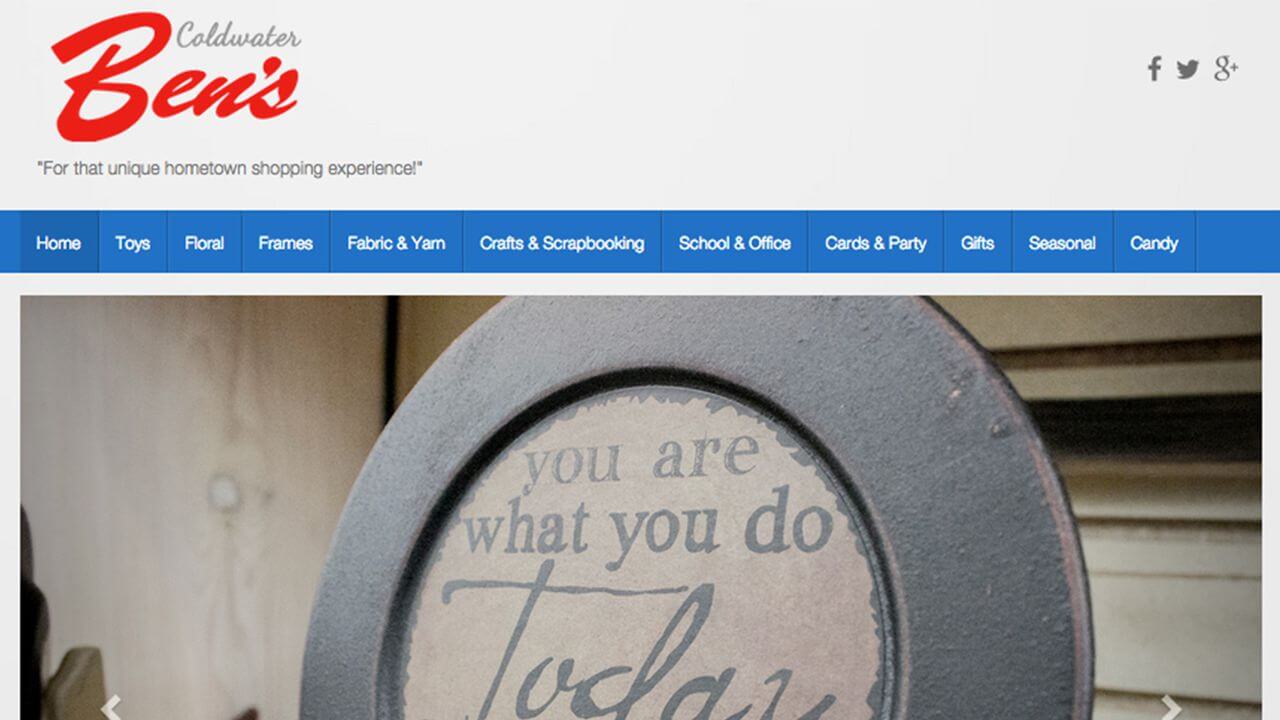 Coldwater
Ben's
"For that unique hometown shopping experience!"
Home Toys Floral Frames Fabric & Yarn Crafts & Scrapbooking School & Office Cards & Party Gifts Seasonal Candy
you are
what you do
Today